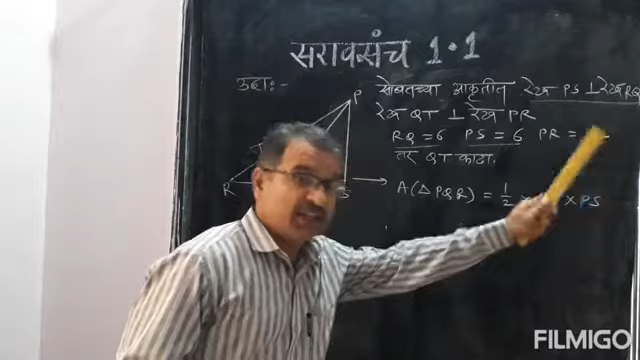 सरावसंच 1.1
उदा:-
सोबतच्या आकृतीत रेख PS ⊥ रेख RQ
रेख QT ⊥ रेख PR
RQ = 6 PS = 6 PR =
तर QT काढा.
A(△PQR) = 1/2 × × PS
P
R
S
FILMIGO